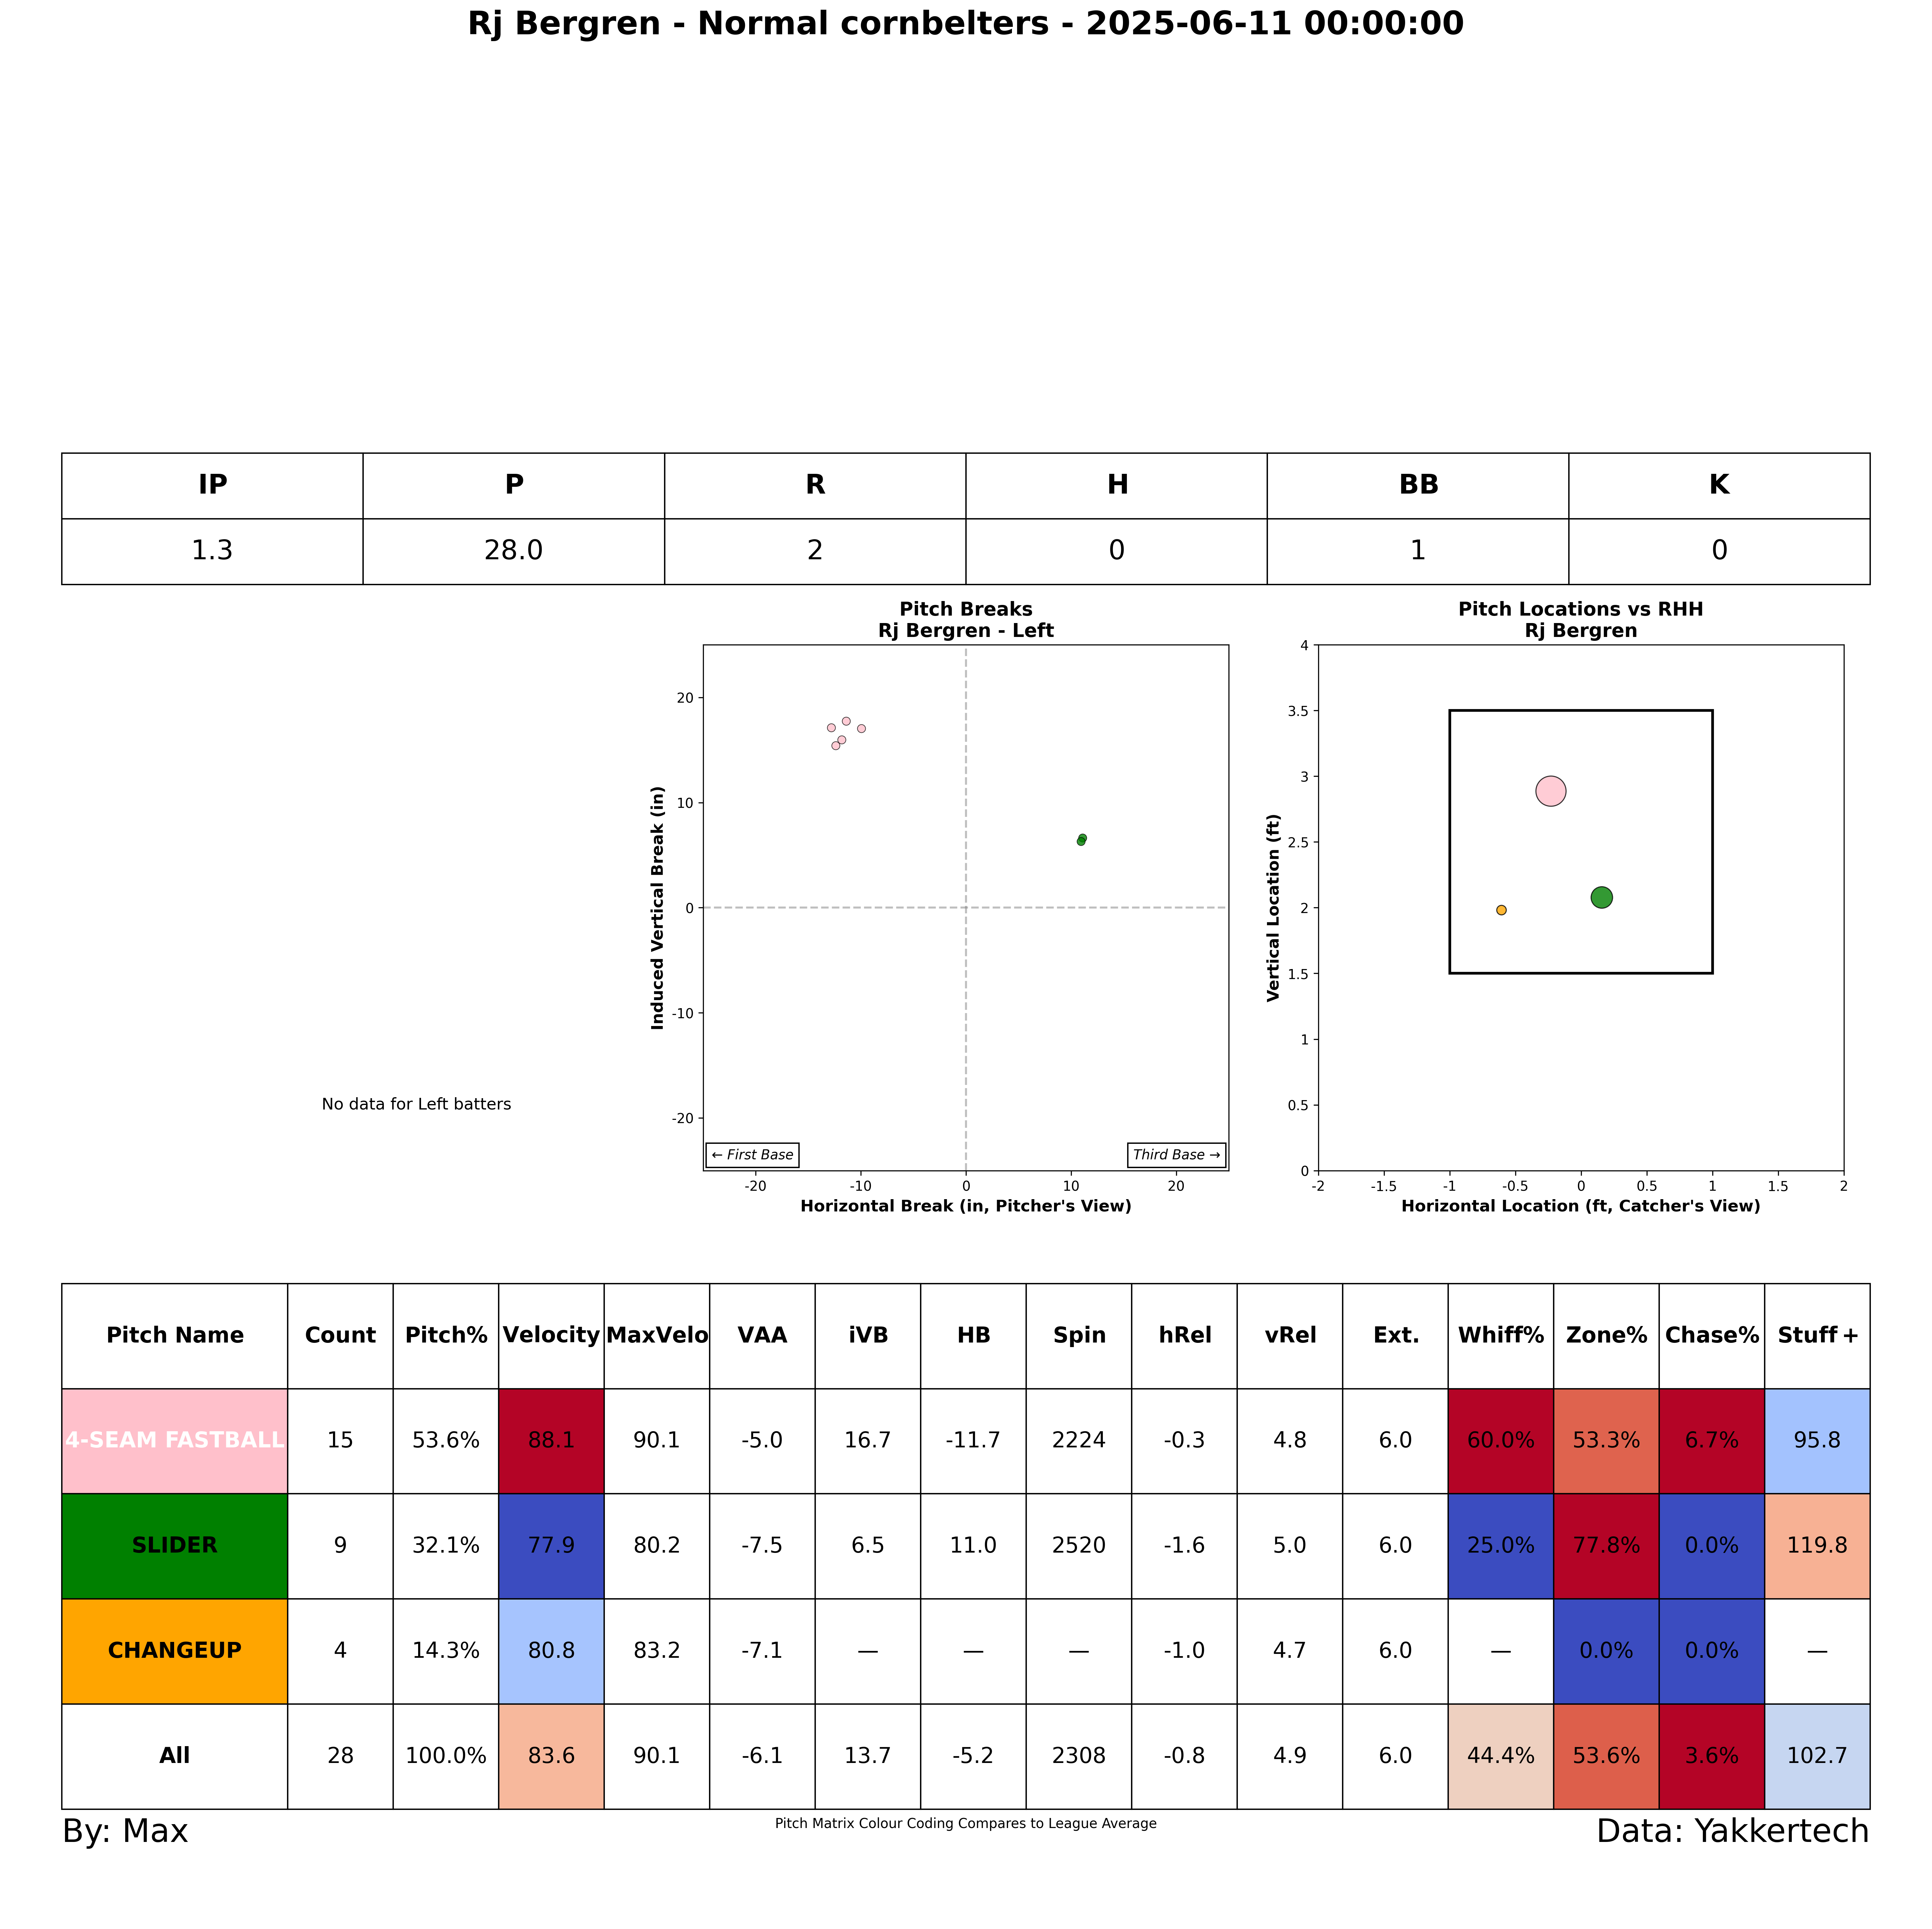 Rj Bergren - Normal cornbelters - 2025-06-11 00:00:00
IP P R H BB K
1.3 28.0 2 0 1 0
No data for Left batters
Pitch Breaks
Rj Bergren - Left
Induced Vertical Break (in)
20
10
0
-10
-20
← First Base
Third Base →
-20 -10 0 10 20
Horizontal Break (in, Pitcher's View)
Pitch Locations vs RHH
Rj Bergren
Vertical Location (ft)
4
3.5
3
2.5
2
1.5
1
0.5
0
-2 -1.5 -1 -0.5 0 0.5 1 1.5 2
Horizontal Location (ft, Catcher's View)
Pitch Name Count Pitch% Velocity MaxVelo VAA iVB HB Spin hRel vRel Ext. Whiff% Zone% Chase% Stuff +
4-SEAM FASTBALL 15 53.6% 88.1 90.1 -5.0 16.7 -11.7 2224 -0.3 4.8 6.0 60.0% 53.3% 6.7% 95.8
SLIDER 9 32.1% 77.9 80.2 -7.5 6.5 11.0 2520 -1.6 5.0 6.0 25.0% 77.8% 0.0% 119.8
CHANGEUP 4 14.3% 80.8 83.2 -7.1 — — — -1.0 4.7 6.0 — 0.0% 0.0% —
All 28 100.0% 83.6 90.1 -6.1 13.7 -5.2 2308 -0.8 4.9 6.0 44.4% 53.6% 3.6% 102.7
By: Max
Pitch Matrix Colour Coding Compares to League Average
Data: Yakkertech